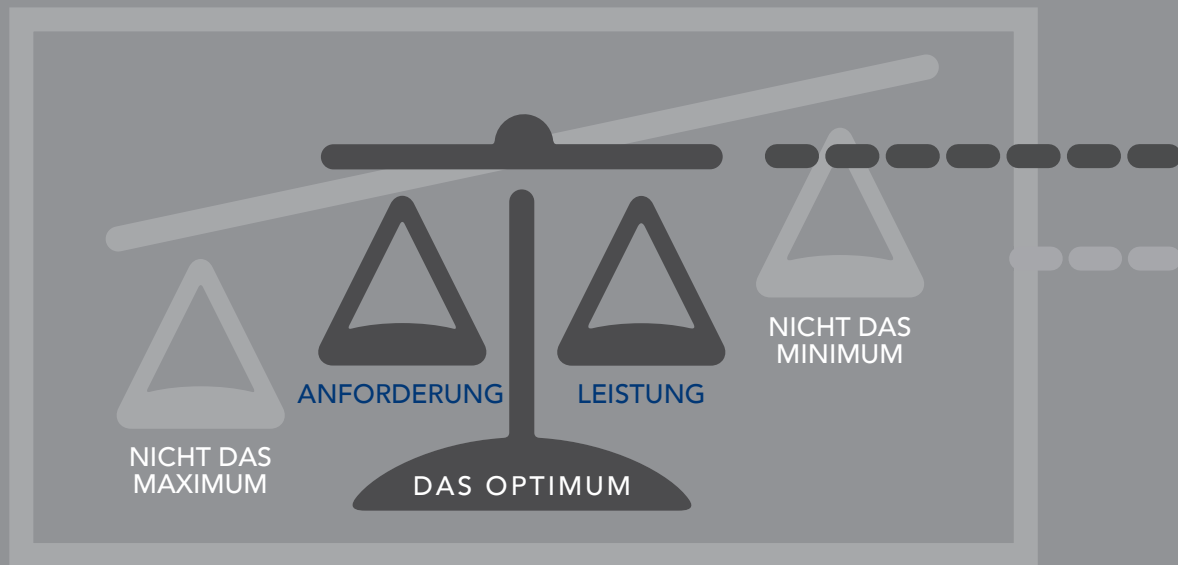 NICHT DAS
MINIMUM
ANFORDERUNG
LEISTUNG
NICHT DAS
MAXIMUM
DAS OPTIMUM